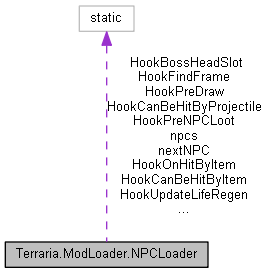 static
HookBossHeadSlot
HookFindFrame
HookPreDraw
HookCanBeHitByProjectile
HookPreNPCLoot
npcs
nextNPC
HookOnHitByItem
HookCanBeHitByItem
HookUpdateLifeRegen
...
Terraria.ModLoader.NPCLoader